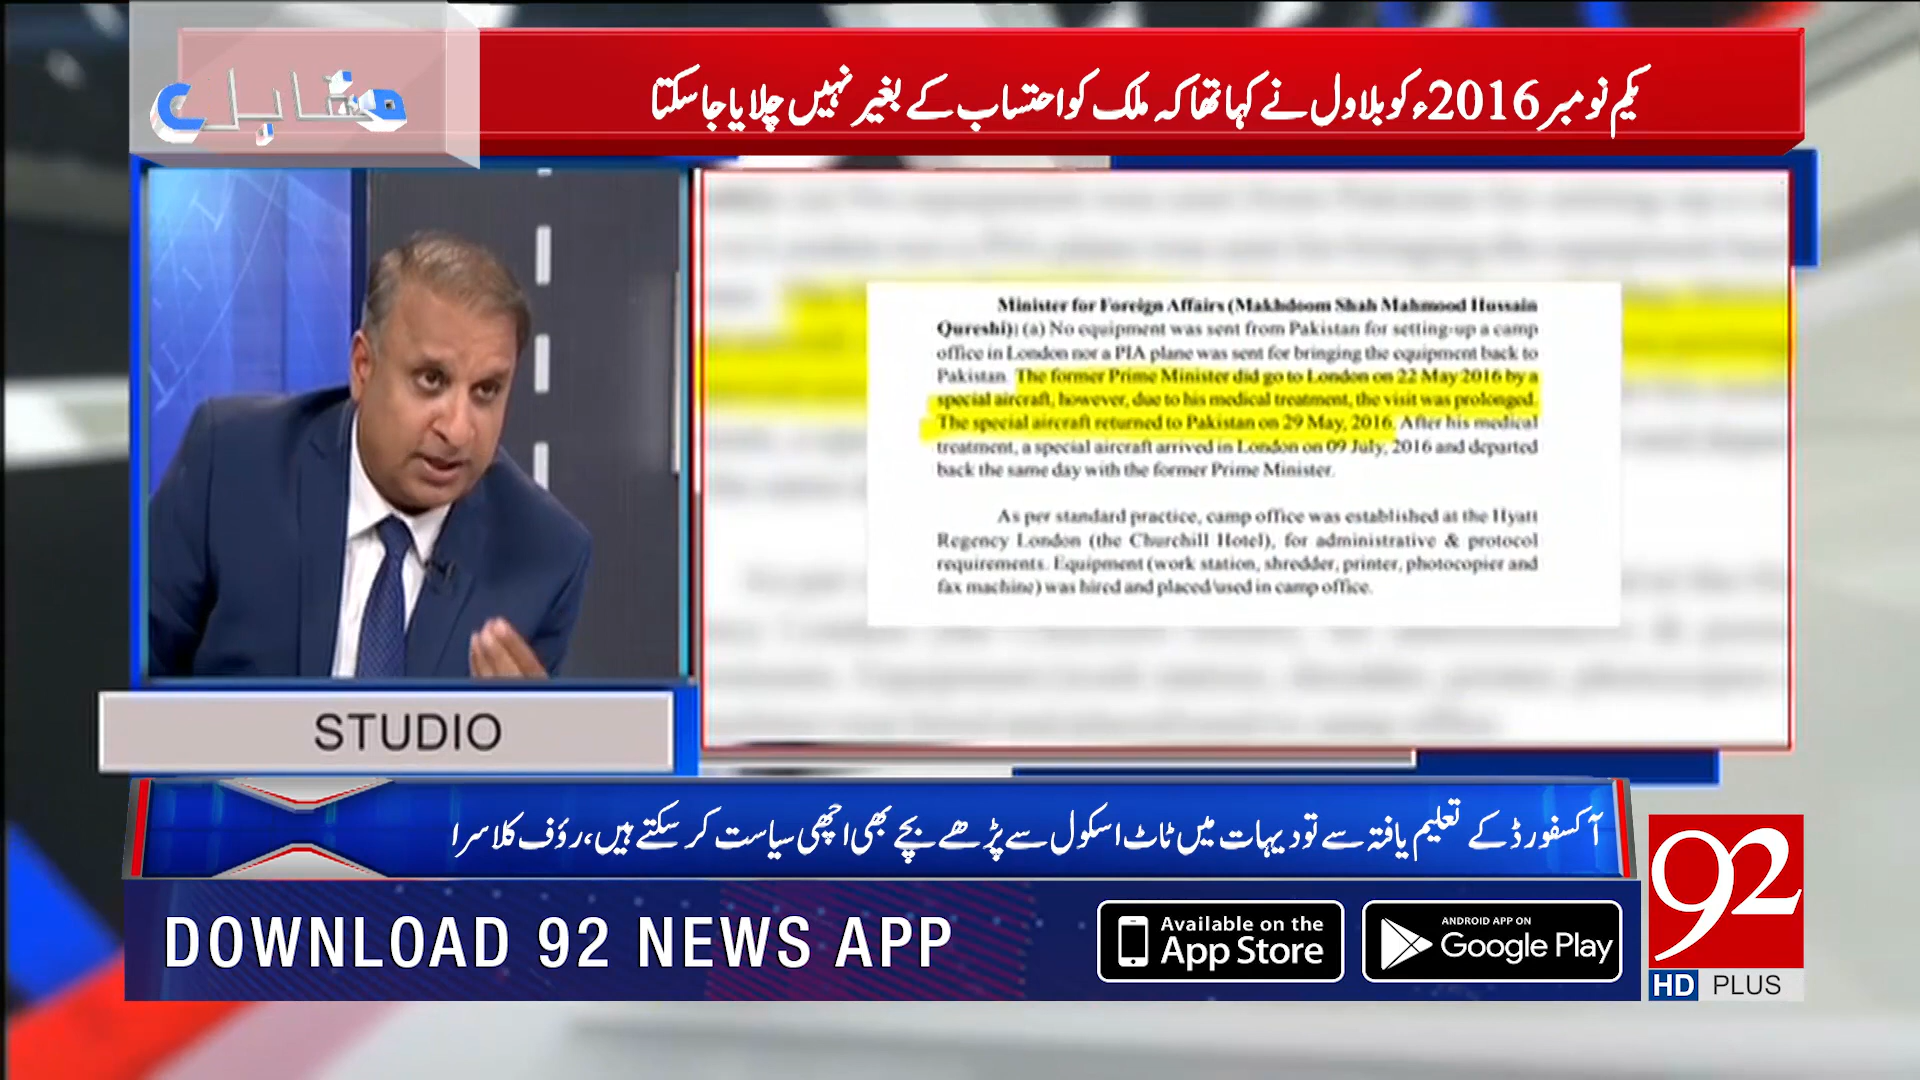 مقابل
یکم نومبر 2016ء کو بلاول نے کہا تھا کہ ملک کو احتساب کے بغیر نہیں چلایا جا سکتا
Minister for Foreign Affairs (Makhdoom Shah Mahmood Hussain
Qureshi): (a) No equipment was sent from Pakistan for setting-up a camp
office in London nor a PIA plane was sent for bringing the equipment back to
Pakistan. The former Prime Minister did go to London on 22 May 2016 by a
special aircraft, however, due to his medical treatment, the visit was prolonged.
The special aircraft returned to Pakistan on 29 May, 2016. After his medical
treatment, a special aircraft arrived in London on 09 July, 2016 and departed
back the same day with the former Prime Minister.
As per standard practice, camp office was established at the Hyatt
Regency London (the Churchill Hotel), for administrative & protocol
requirements. Equipment (work station, shredder, printer, photocopier and
fax machine) was hired and placed/used in camp office.
STUDIO
آکسفورڈ کے تعلیم یافتہ سے تو دیہات میں ٹاٹ اسکول سے پڑھے بچے بھی اچھی سیاست کر سکتے ہیں، رؤف کلاسرا
DOWNLOAD 92 NEWS APP
Available on the
App Store
ANDROID APP ON
Google Play
92
HD PLUS